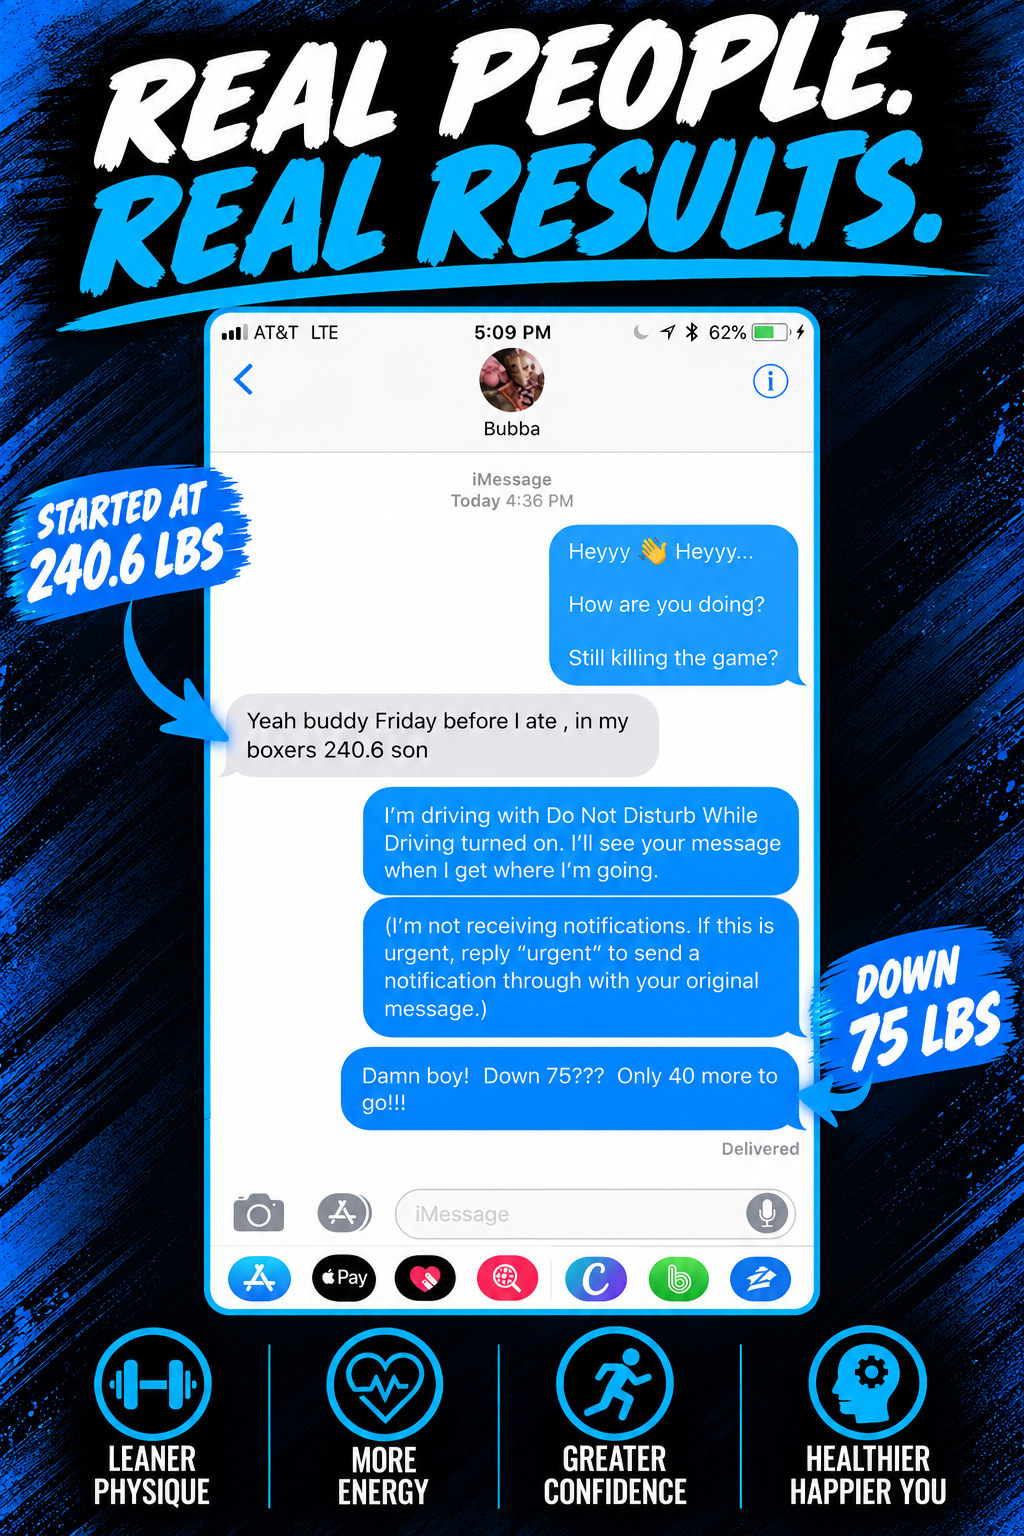 REAL PEOPLE.
REAL RESULTS.
AT&T LTE
5:09 PM
62%
Bubba
iMessage
Today 4:36 PM
STARTED AT
240.6 LBS
Heyyy 👋 Heyyy...
How are you doing?
Still killing the game?
Yeah buddy Friday before I ate , in my
boxers 240.6 son
I'm driving with Do Not Disturb While
Driving turned on. I'll see your message
when I get where I'm going.
(I'm not receiving notifications. If this is
urgent, reply “urgent” to send a
notification through with your original
message.)
DOWN
75 LBS
Damn boy!  Down 75???  Only 40 more to
go!!!
Delivered
iMessage
Pay
LEANER
PHYSIQUE
MORE
ENERGY
GREATER
CONFIDENCE
HEALTHIER
HAPPIER YOU